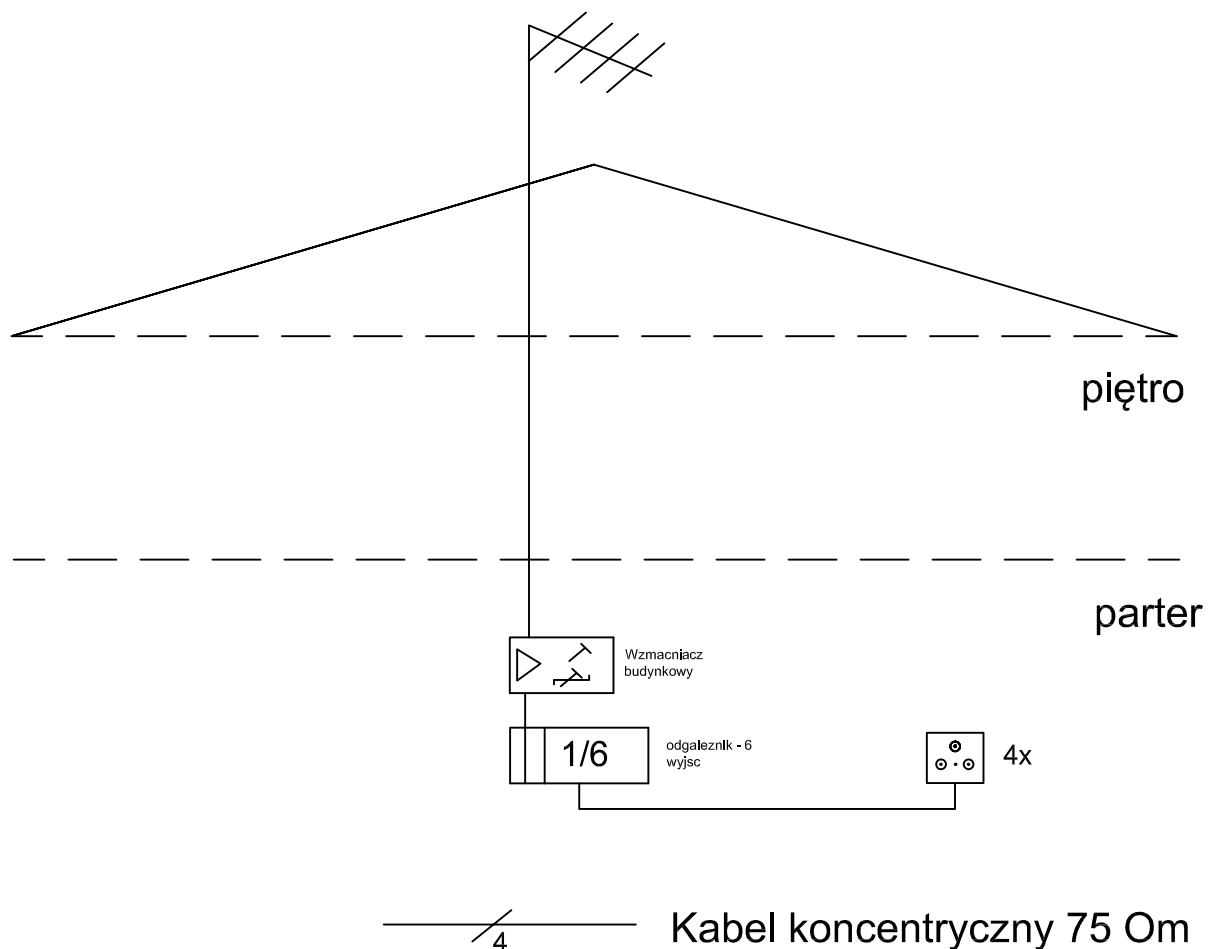 piętro
parter
Wzmacniacz
budynkowy
1/6
odgaleznik - 6
wyjsc
4x
4
Kabel koncentryczny 75 Om